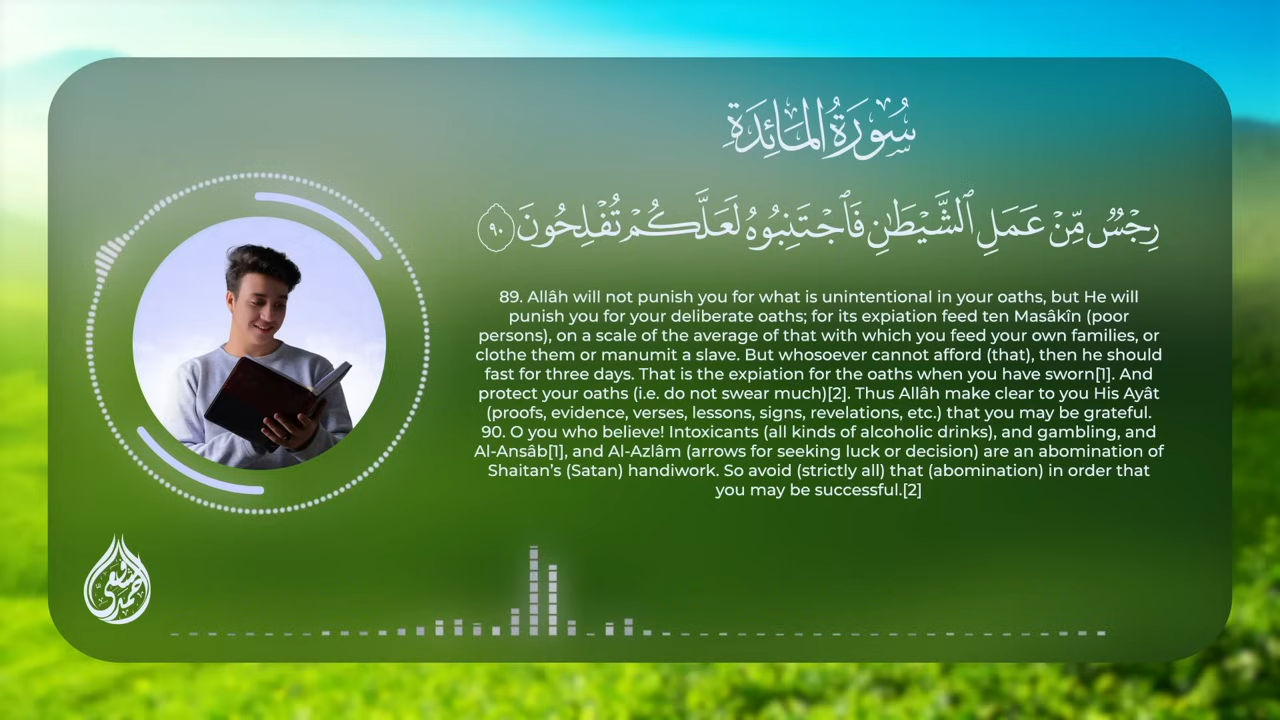 سُورَةُ المَائِدَةِ
رِجْسٌ مِّنْ عَمَلِ ٱلشَّيْطَٰنِ فَٱجْتَنِبُوهُ لَعَلَّكُمْ تُفْلِحُونَ ٩٠
89. Allâh will not punish you for what is unintentional in your oaths, but He will
punish you for your deliberate oaths; for its expiation feed ten Masâkîn (poor
persons), on a scale of the average of that with which you feed your own families, or
clothe them or manumit a slave. But whosoever cannot afford (that), then he should
fast for three days. That is the expiation for the oaths when you have sworn[1]. And
protect your oaths (i.e. do not swear much)[2]. Thus Allâh make clear to you His Ayât
(proofs, evidence, verses, lessons, signs, revelations, etc.) that you may be grateful.
90. O you who believe! Intoxicants (all kinds of alcoholic drinks), and gambling, and
Al-Ansâb[1], and Al-Azlâm (arrows for seeking luck or decision) are an abomination of
Shaitan’s (Satan) handiwork. So avoid (strictly all) that (abomination) in order that
you may be successful.[2]